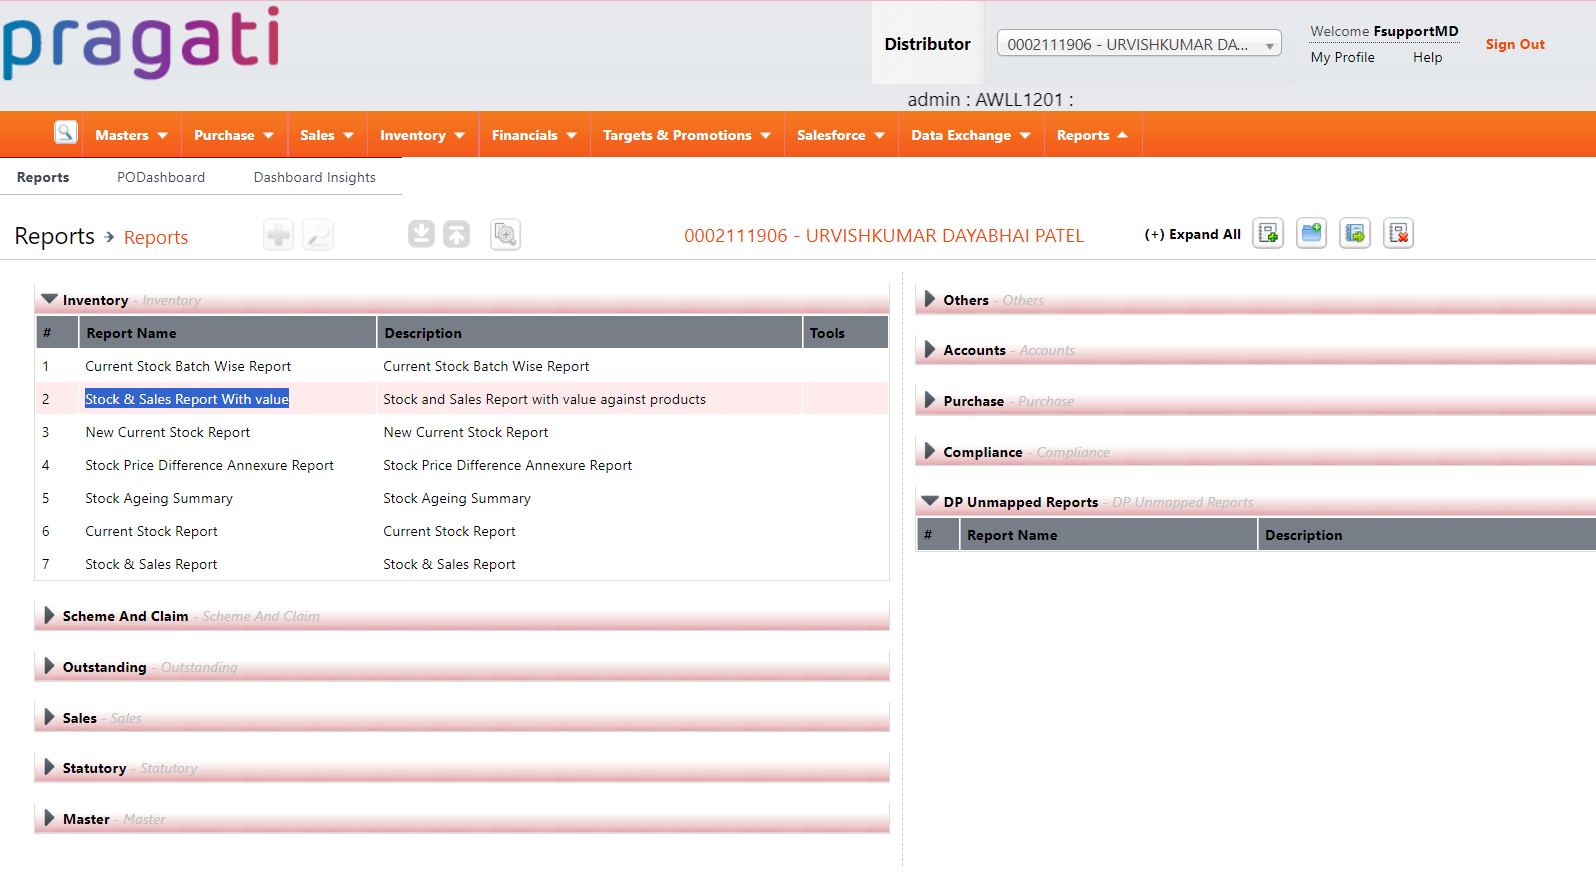 pragati
Distributor
0002111906 - URVISHKUMAR DA...
Welcome FsupportMD
My Profile Help
Sign Out
admin : AWLL1201 :
Masters Purchase Sales Inventory Financials Targets & Promotions Salesforce Data Exchange Reports
Reports PODashboard Dashboard Insights
Reports Reports
0002111906 - URVISHKUMAR DAYABHAI PATEL
(+) Expand All
Inventory - Inventory
# Report Name Description Tools
1 Current Stock Batch Wise Report Current Stock Batch Wise Report
2 Stock & Sales Report With value Stock and Sales Report with value against products
3 New Current Stock Report New Current Stock Report
4 Stock Price Difference Annexure Report Stock Price Difference Annexure Report
5 Stock Ageing Summary Stock Ageing Summary
6 Current Stock Report Current Stock Report
7 Stock & Sales Report Stock & Sales Report
Scheme And Claim - Scheme And Claim
Outstanding - Outstanding
Sales - Sales
Statutory - Statutory
Master - Master
Others - Others
Accounts - Accounts
Purchase - Purchase
Compliance - Compliance
DP Unmapped Reports - DP Unmapped Reports
# Report Name Description